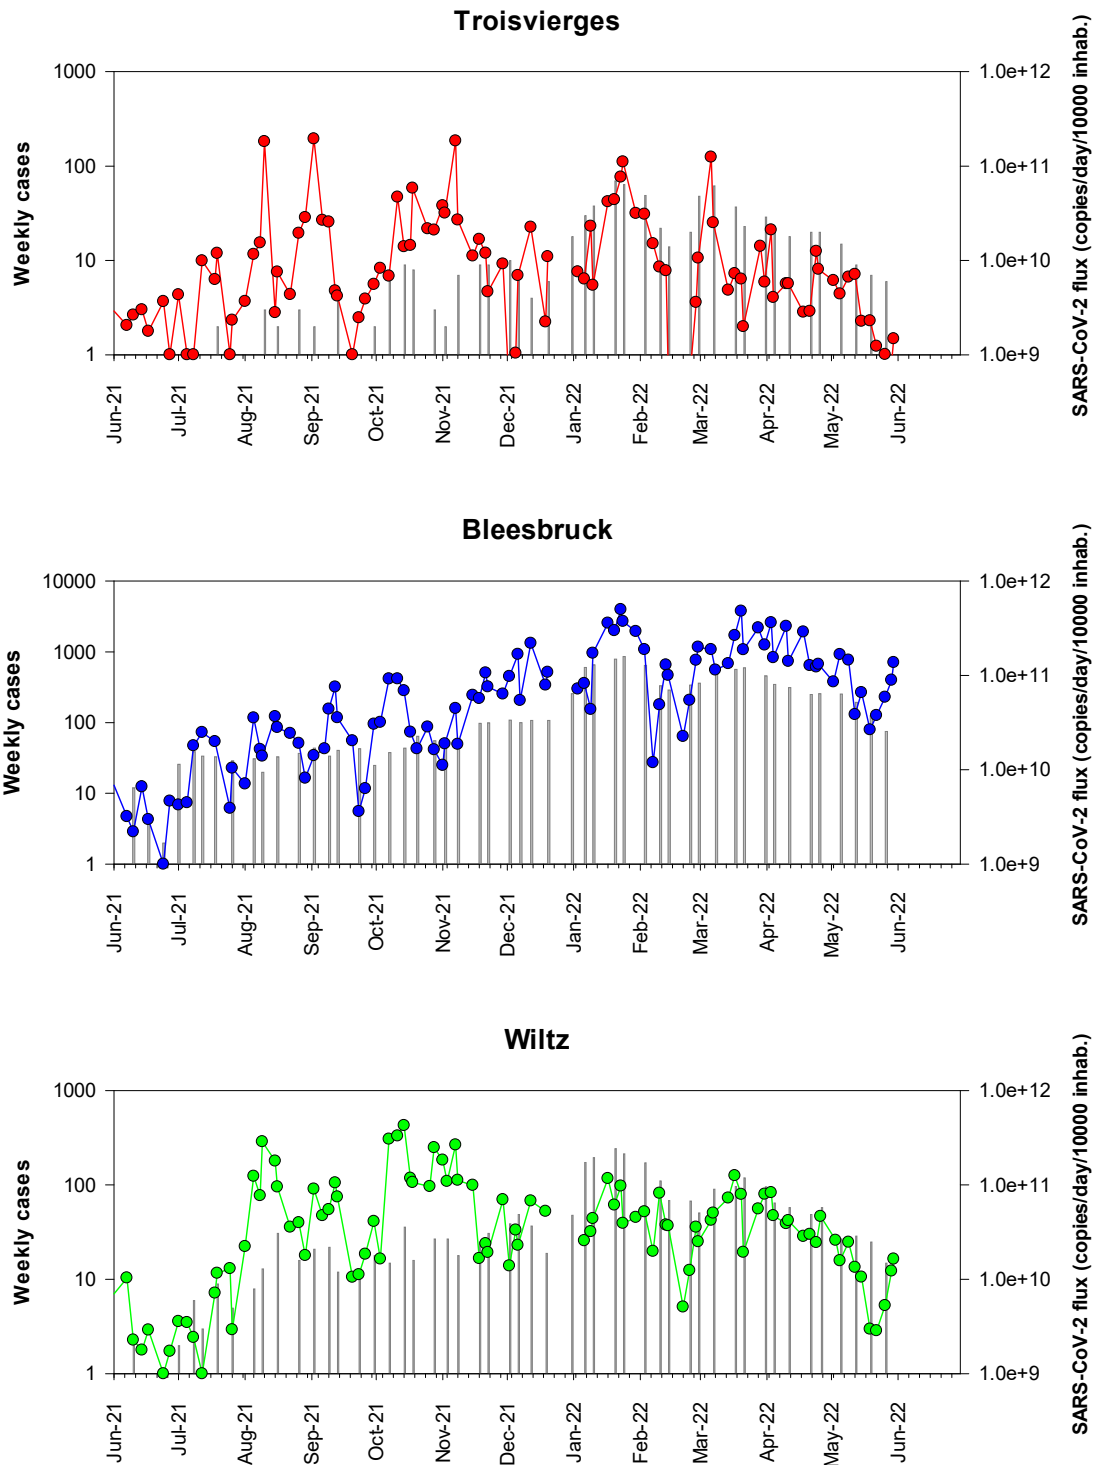 Troisvierges
Weekly cases
SARS-CoV-2 flux (copies/day/10000 inhab.)
1000
100
10
1
1.0e+12
1.0e+11
1.0e+10
1.0e+9
Jun-21
Jul-21
Aug-21
Sep-21
Oct-21
Nov-21
Dec-21
Jan-22
Feb-22
Mar-22
Apr-22
May-22
Jun-22
Bleesbruck
Weekly cases
SARS-CoV-2 flux (copies/day/10000 inhab.)
10000
1000
100
10
1
1.0e+12
1.0e+11
1.0e+10
1.0e+9
Jun-21
Jul-21
Aug-21
Sep-21
Oct-21
Nov-21
Dec-21
Jan-22
Feb-22
Mar-22
Apr-22
May-22
Jun-22
Wiltz
Weekly cases
SARS-CoV-2 flux (copies/day/10000 inhab.)
1000
100
10
1
1.0e+12
1.0e+11
1.0e+10
1.0e+9
Jun-21
Jul-21
Aug-21
Sep-21
Oct-21
Nov-21
Dec-21
Jan-22
Feb-22
Mar-22
Apr-22
May-22
Jun-22